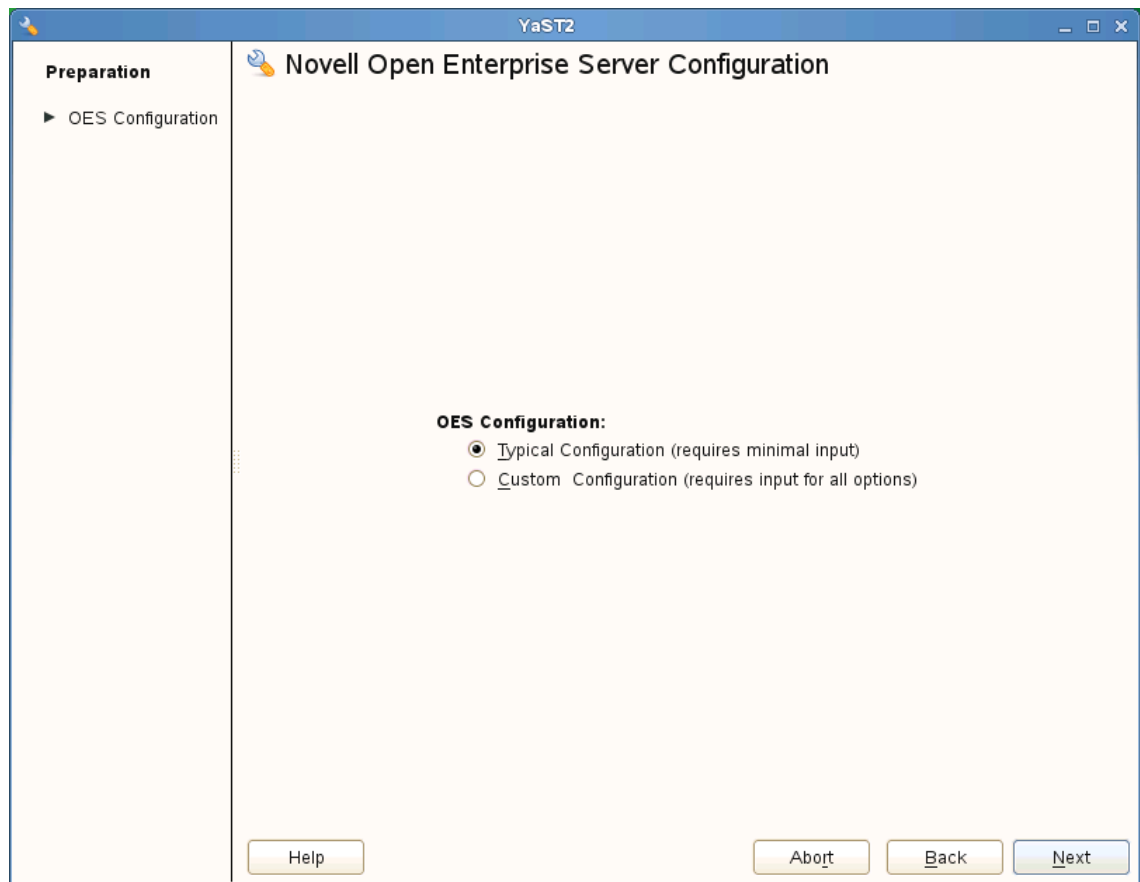 YaST2
Preparation
OES Configuration
Novell Open Enterprise Server Configuration
OES Configuration:
Typical Configuration (requires minimal input)
Custom Configuration (requires input for all options)
Help
Abort
Back
Next